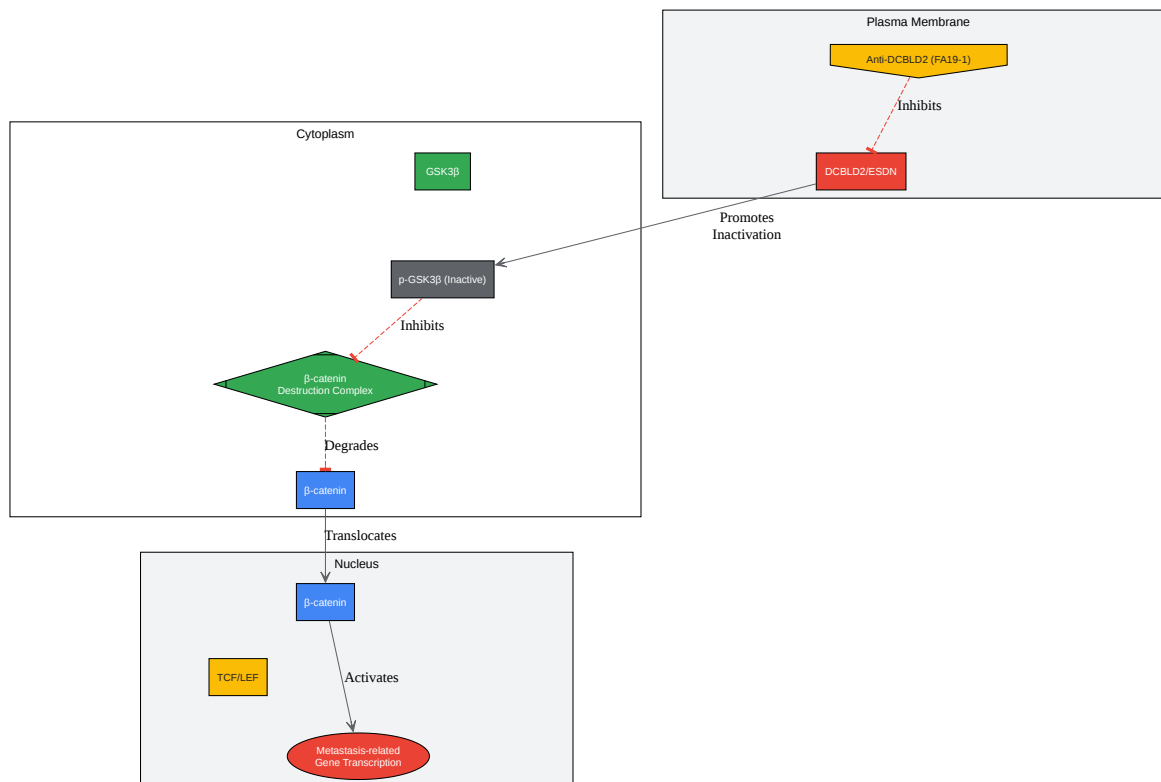 Plasma Membrane
Anti-DCBLD2 (FA19-1)
Inhibits
DCBLD2/ESDN
Promotes
Inactivation
Cytoplasm
GSK3β
p-GSK3β (Inactive)
Inhibits
β-catenin
Destruction Complex
Degrades
β-catenin
Translocates
Nucleus
β-catenin
TCF/LEF
Activates
Metastasis-related
Gene Transcription